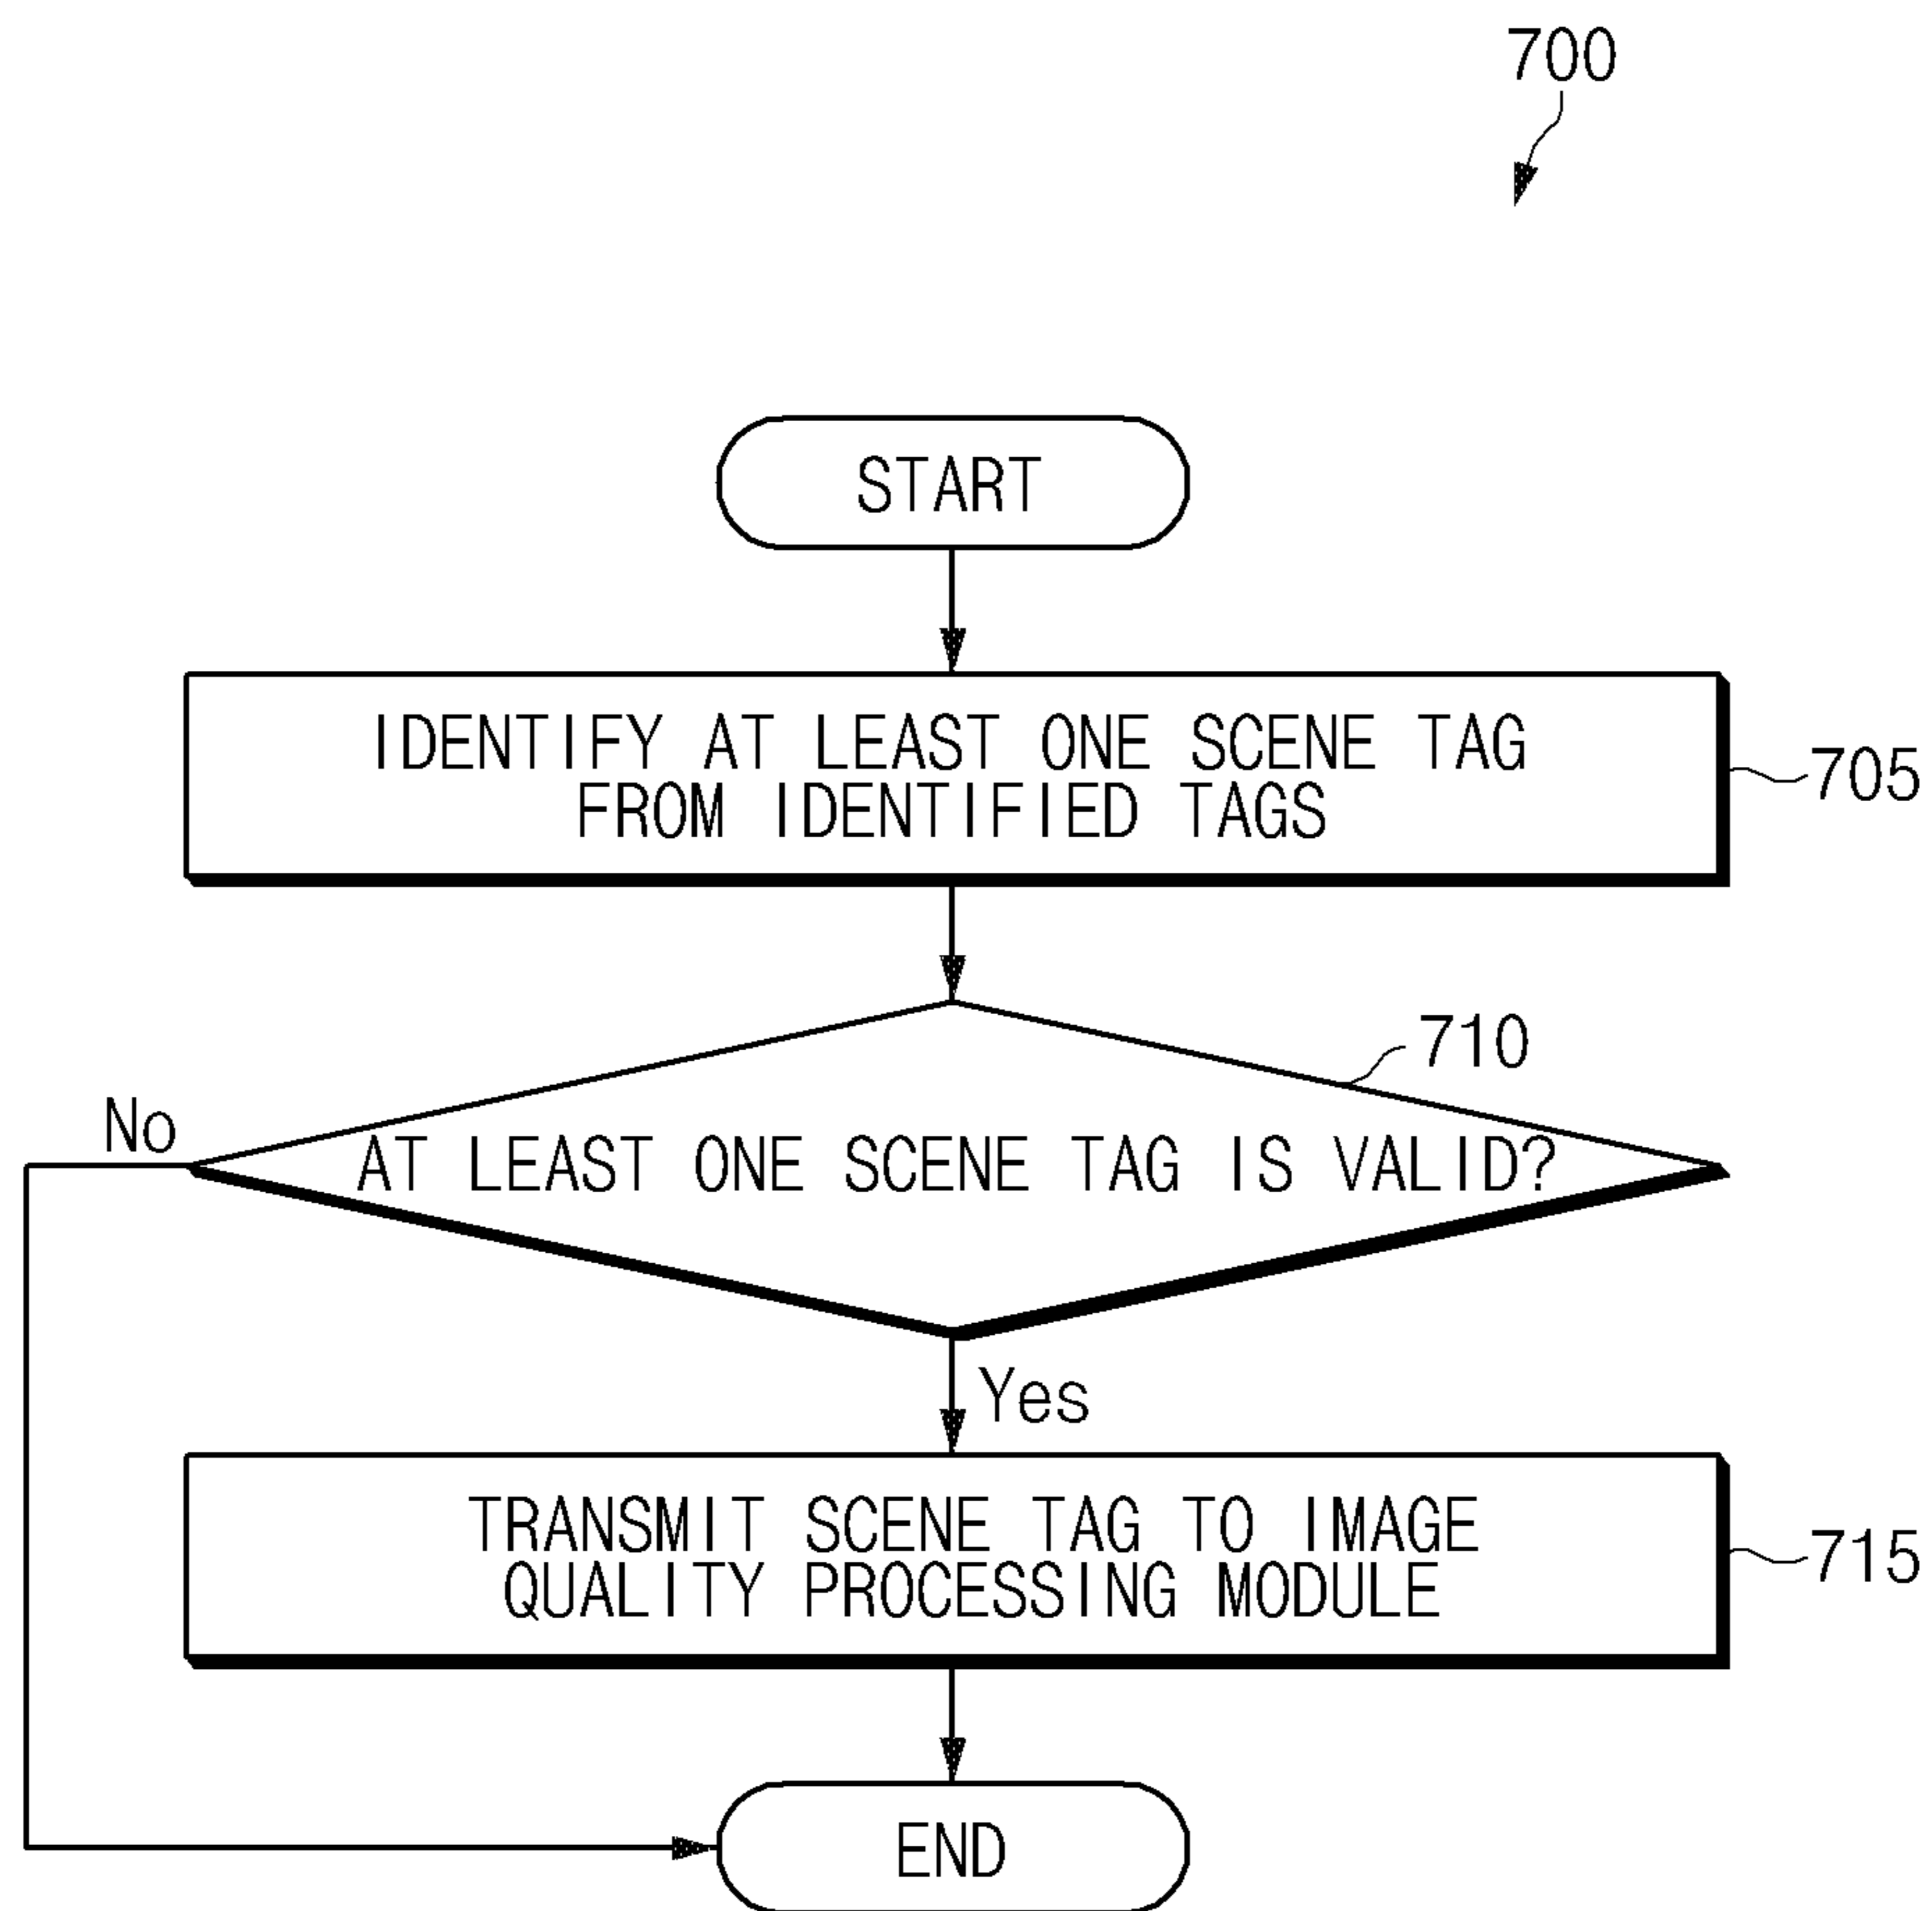 700
START
IDENTIFY AT LEAST ONE SCENE TAG
FROM IDENTIFIED TAGS
705
710
No
AT LEAST ONE SCENE TAG IS VALID?
Yes
TRANSMIT SCENE TAG TO IMAGE
QUALITY PROCESSING MODULE
715
END